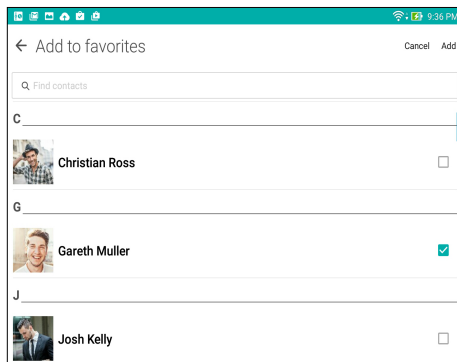 9:36 PM
Add to favorites
Cancel Add
Find contacts
C
Christian Ross
G
Gareth Muller
J
Josh Kelly